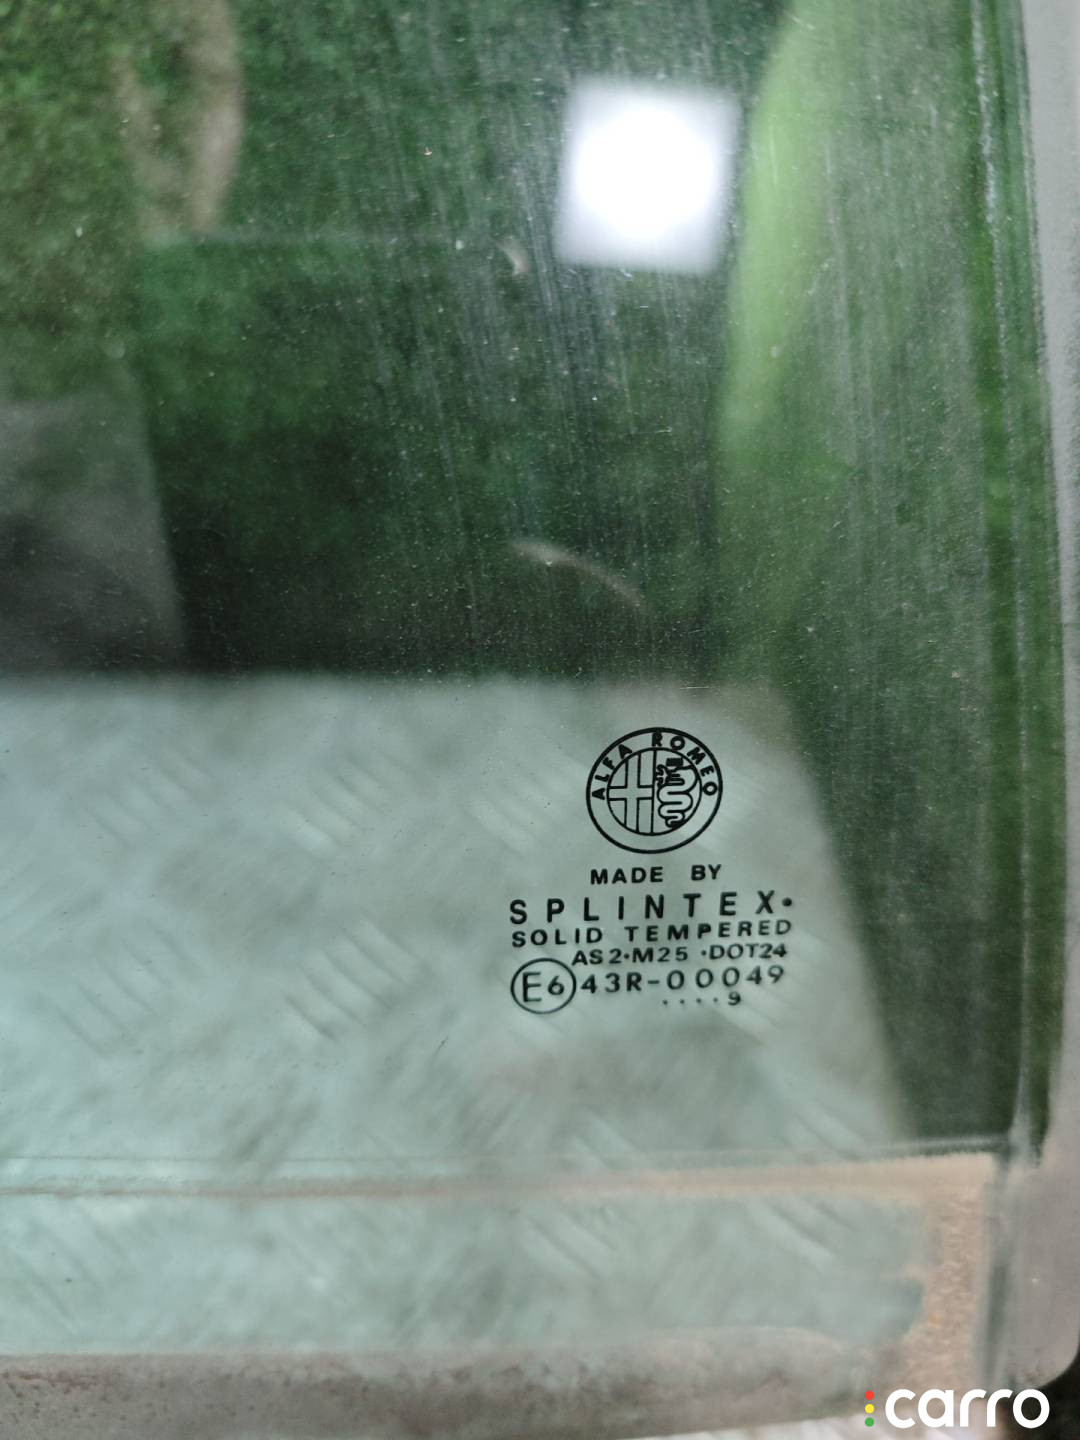 ALFA ROMEO
MADE BY
SPLINTEX•
SOLID TEMPERED
AS2•M25 •DOT24
E6 43R-00049
....9
carro